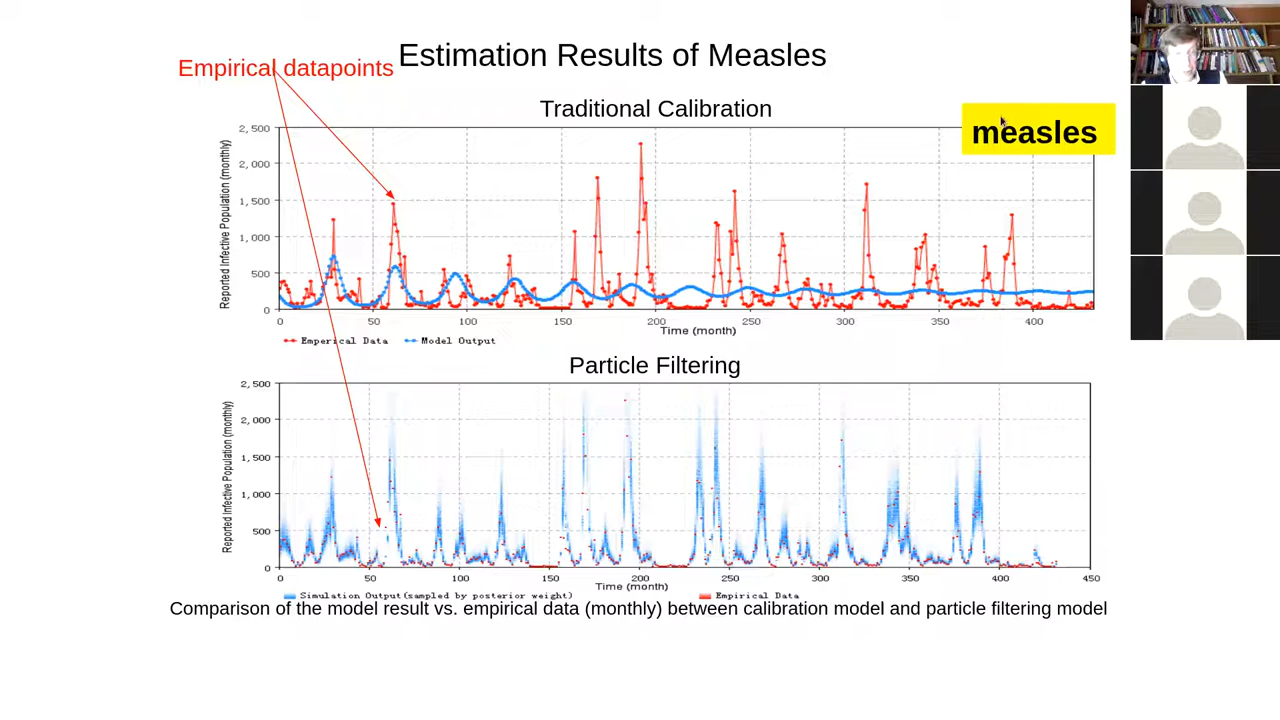 Estimation Results of Measles
Empirical datapoints
Traditional Calibration
measles
Reported Infective Population (monthly)
2,500
2,000
1,500
1,000
500
0
0 50 100 150 200 250 300 350 400
Time (month)
Emperical Data Model Output
Particle Filtering
Reported Infective Population (monthly)
2,500
2,000
1,500
1,000
500
0
0 50 100 150 200 250 300 350 400 450
Time (month)
Simulation Output(sampled by posterior weight) Empirical Data
Comparison of the model result vs. empirical data (monthly) between calibration model and particle filtering model